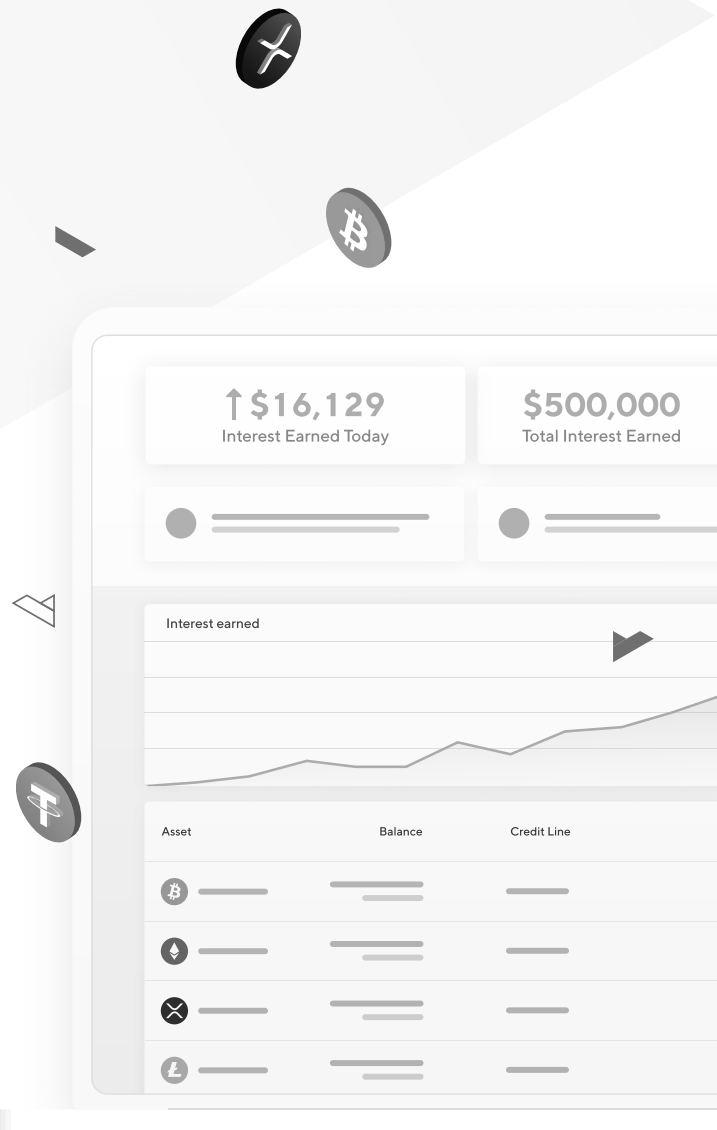 ↑$16,129
Interest Earned Today
$500,000
Total Interest Earned
Interest earned
Asset Balance Credit Line